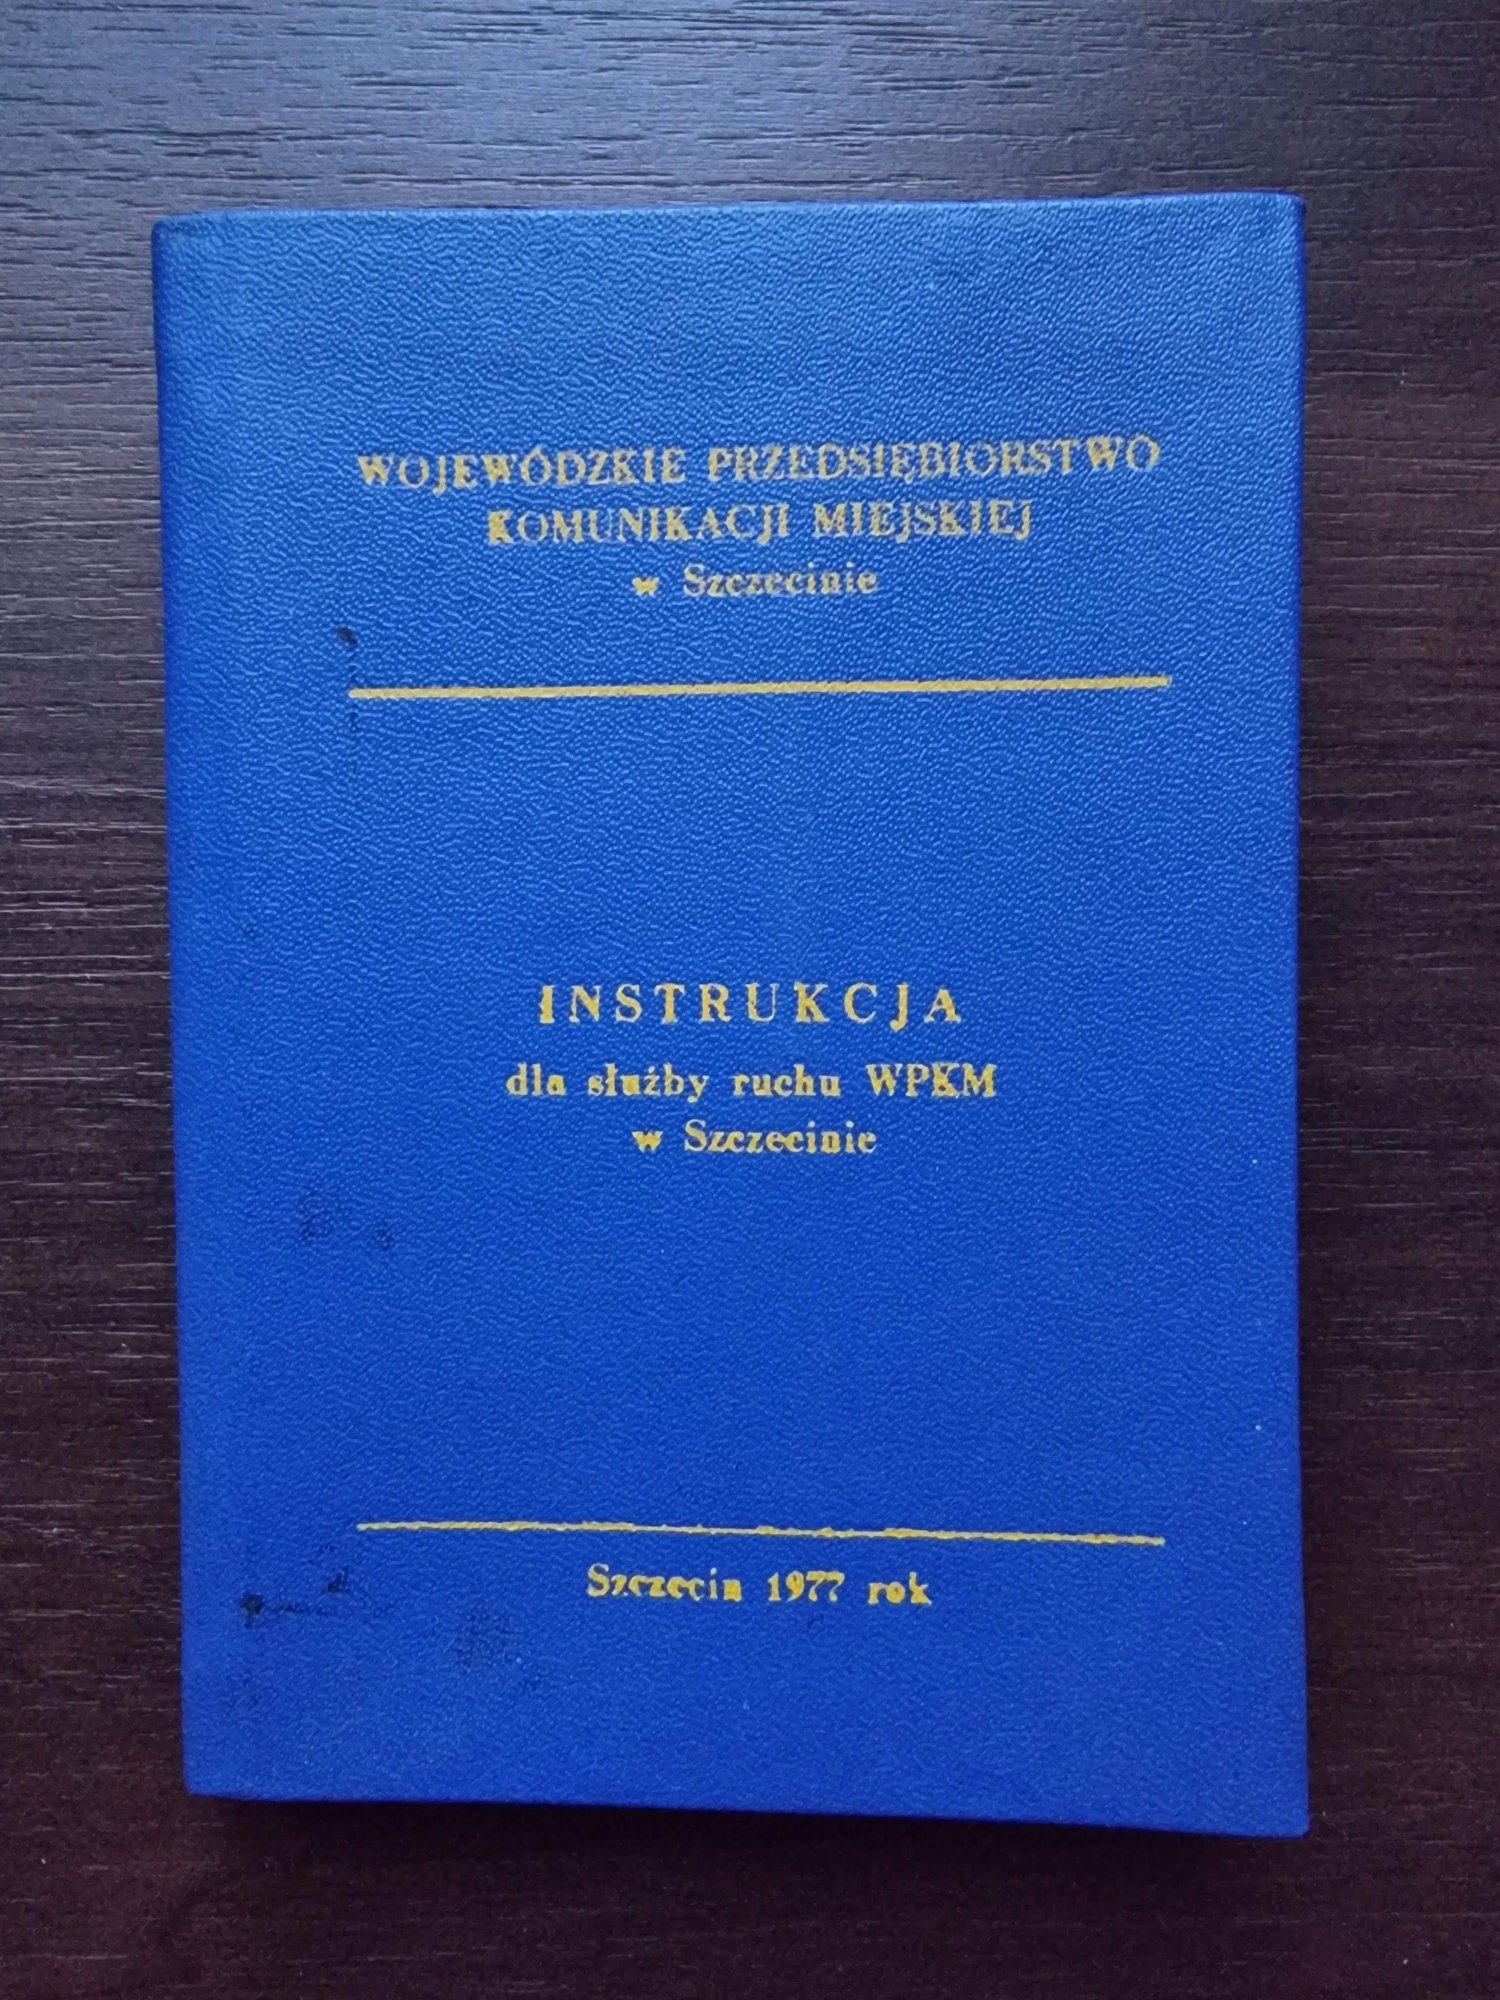 WOJEWÓDZKIE PRZEDSIĘBIORSTWO
KOMUNIKACJI MIEJSKIEJ
w Szczecinie
INSTRUKCJA
dla służby ruchu WPKM
w Szczecinie
Szczecin 1977 rok